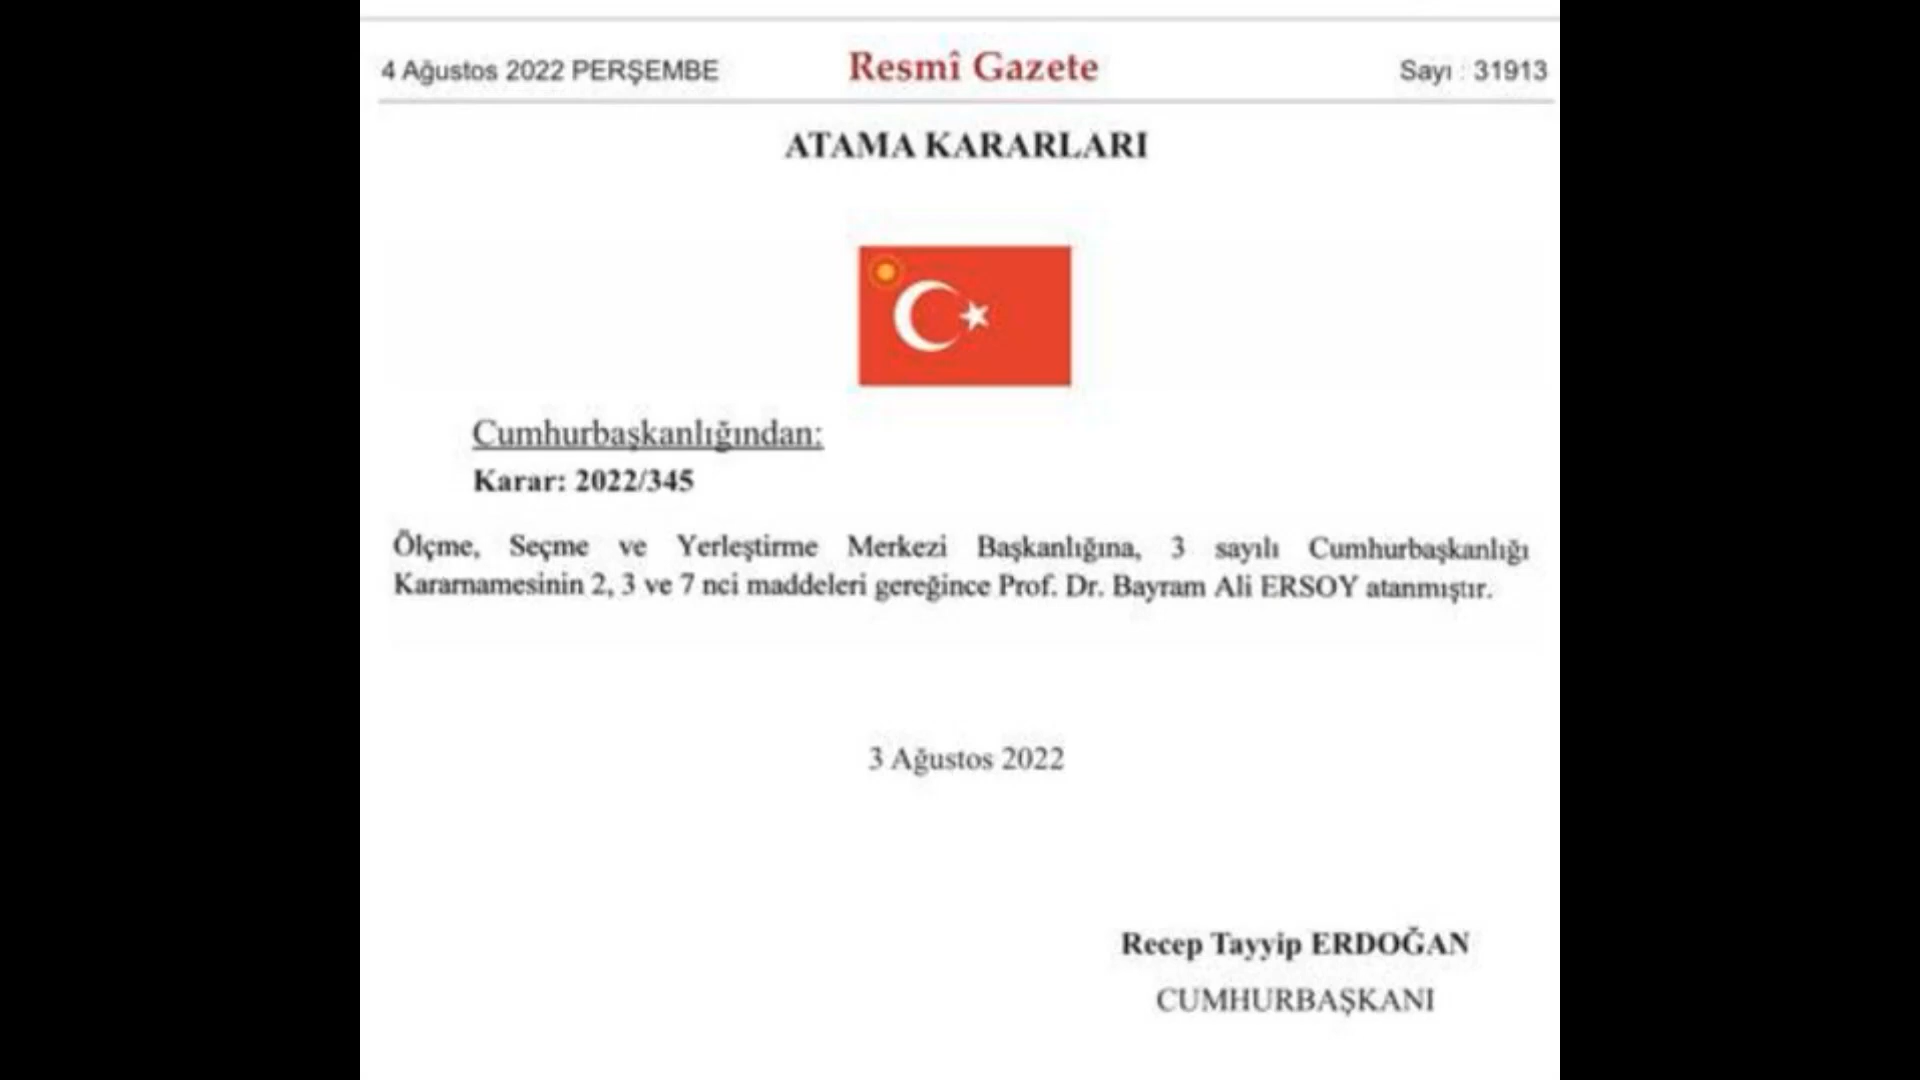 4 Ağustos 2022 PERŞEMBE Resmî Gazete Sayı : 31913
ATAMA KARARLARI
Cumhurbaşkanlığından:
Karar: 2022/345
Ölçme, Seçme ve Yerleştirme Merkezi Başkanlığına, 3 sayılı Cumhurbaşkanlığı
Kararnamesinin 2, 3 ve 7 nci maddeleri gereğince Prof. Dr. Bayram Ali ERSOY atanmıştır.
3 Ağustos 2022
Recep Tayyip ERDOĞAN
CUMHURBAŞKANI